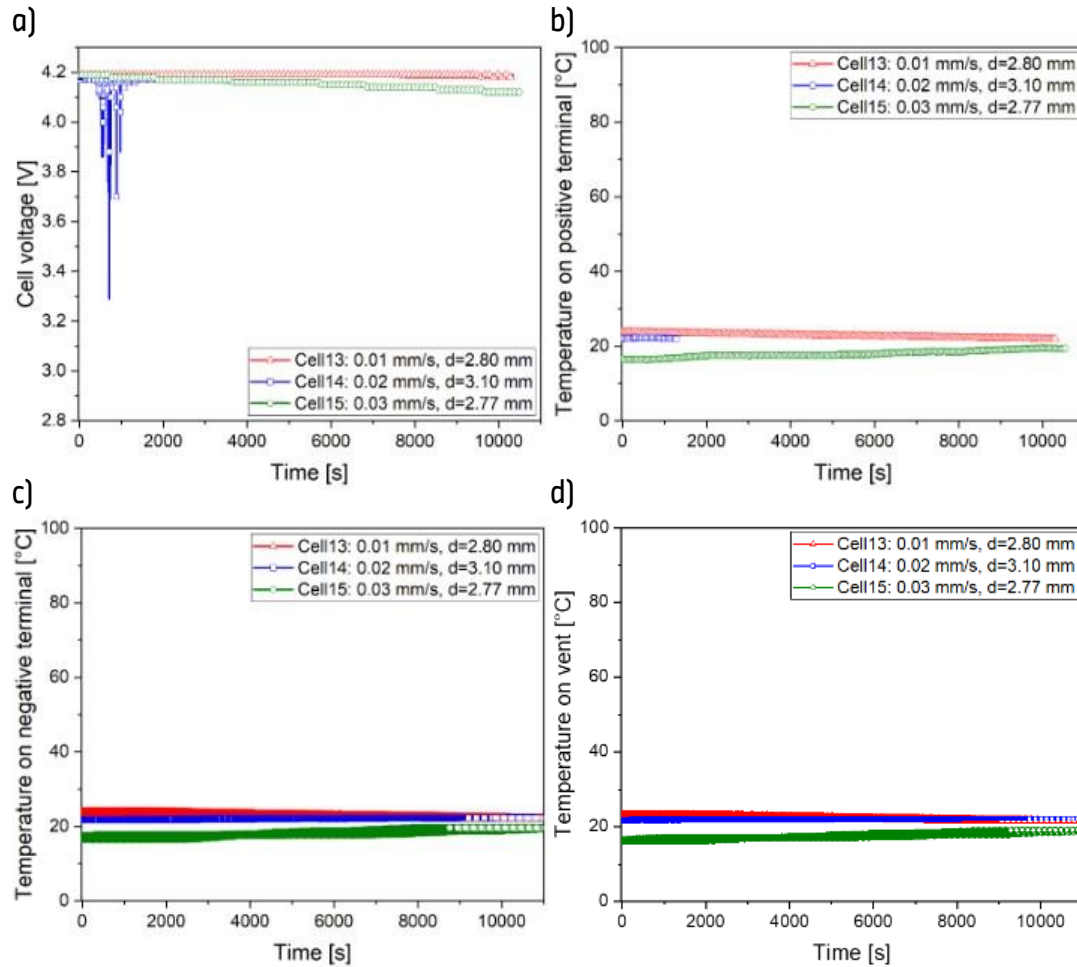 a)
Cell voltage [V]
4.2
4.0
3.8
3.6
3.4
3.2
3.0
2.8
Cell13: 0.01 mm/s, d=2.80 mm
Cell14: 0.02 mm/s, d=3.10 mm
Cell15: 0.03 mm/s, d=2.77 mm
0 2000 4000 6000 8000 10000
Time [s]
b)
Temperature on positive terminal [°C]
100
80
60
40
20
0
Cell13: 0.01 mm/s, d=2.80 mm
Cell14: 0.02 mm/s, d=3.10 mm
Cell15: 0.03 mm/s, d=2.77 mm
0 2000 4000 6000 8000 10000
Time [s]
c)
Temperature on negative terminal [°C]
100
80
60
40
20
0
Cell13: 0.01 mm/s, d=2.80 mm
Cell14: 0.02 mm/s, d=3.10 mm
Cell15: 0.03 mm/s, d=2.77 mm
0 2000 4000 6000 8000 10000
Time [s]
d)
Temperature on vent [°C]
100
80
60
40
20
0
Cell13: 0.01 mm/s, d=2.80 mm
Cell14: 0.02 mm/s, d=3.10 mm
Cell15: 0.03 mm/s, d=2.77 mm
0 2000 4000 6000 8000 10000
Time [s]